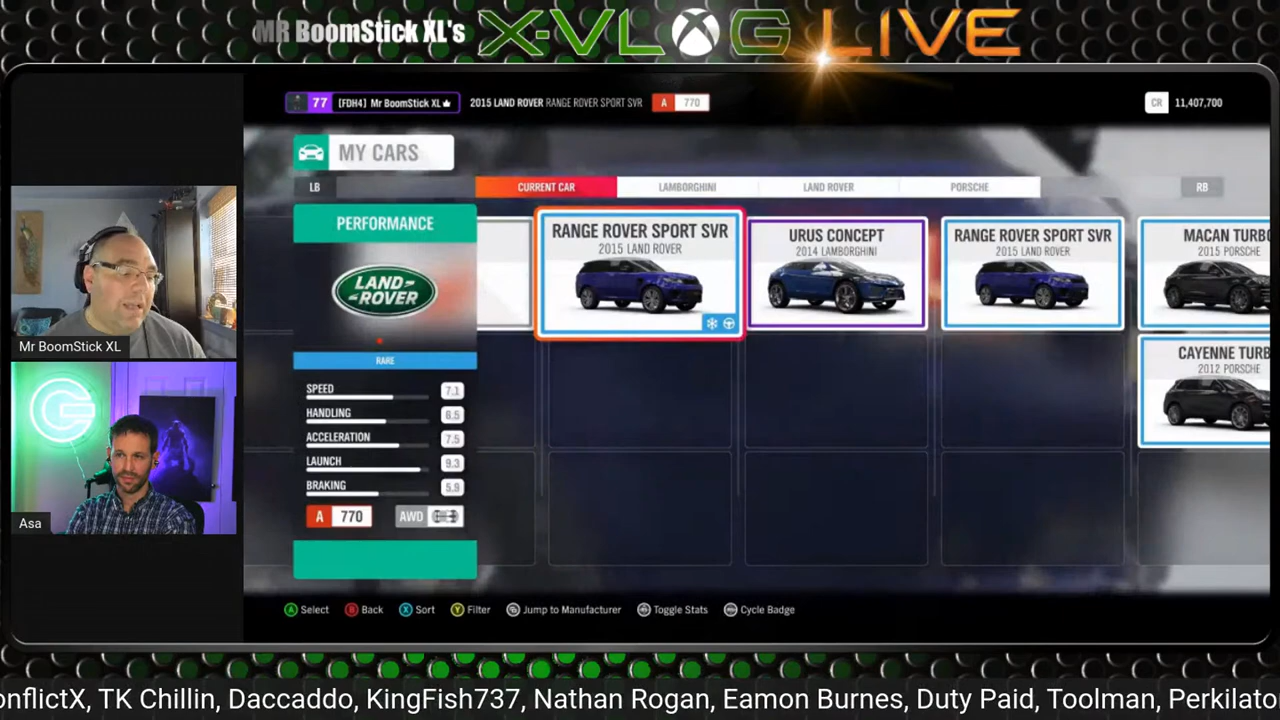 MR BoomStick XL's X-VLOG LIVE
77 [FDH4] Mr BoomStick XL 2015 LAND ROVER RANGE ROVER SPORT SVR A 770 CR 11,407,700
MY CARS
LB CURRENT CAR LAMBORGHINI LAND ROVER PORSCHE RB
PERFORMANCE
LAND-
-ROVER
RARE
SPEED 7.1
HANDLING 6.5
ACCELERATION 7.5
LAUNCH 9.3
BRAKING 5.9
A 770 AWD
RANGE ROVER SPORT SVR
2015 LAND ROVER
URUS CONCEPT
2014 LAMBORGHINI
RANGE ROVER SPORT SVR
2015 LAND ROVER
MACAN TURBO
2015 PORSCHE
CAYENNE TURB
2012 PORSCHE
Mr BoomStick XL
Asa
A Select B Back X Sort Y Filter Jump to Manufacturer Toggle Stats Cycle Badge
onflictX, TK Chillin, Daccaddo, KingFish737, Nathan Rogan, Eamon Burnes, Duty Paid, Toolman, Perkilato